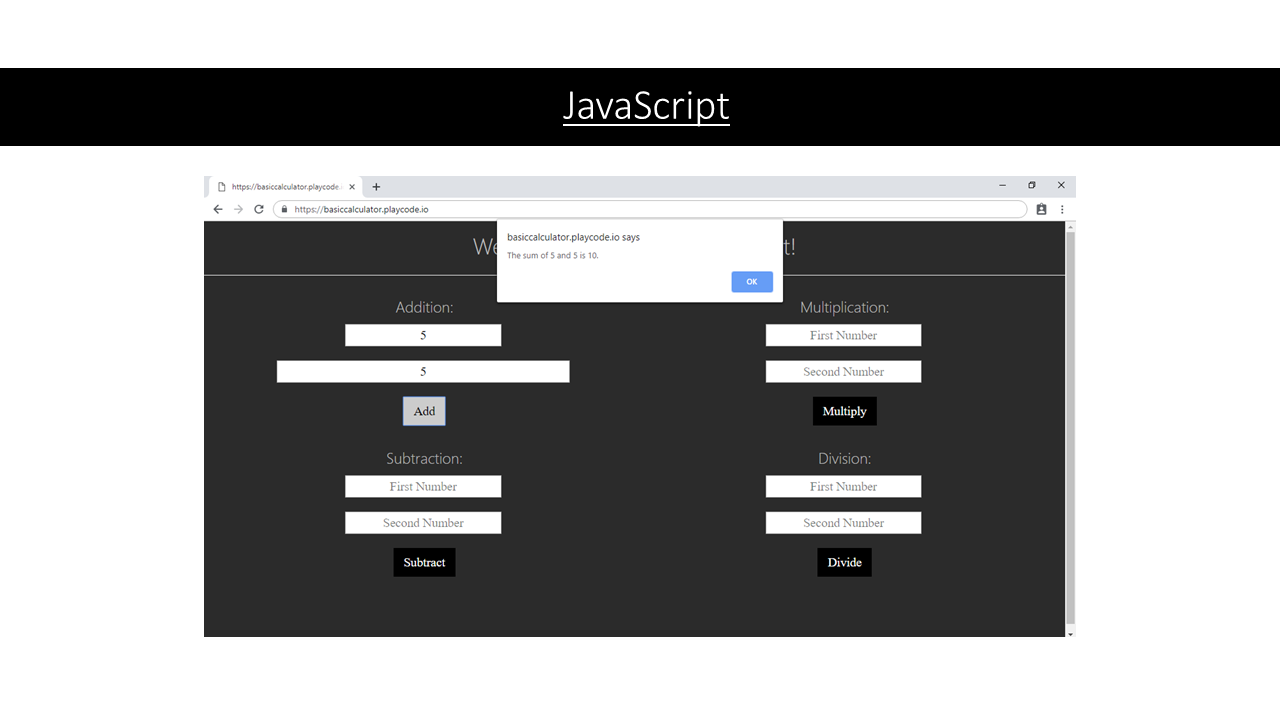 JavaScript
https://basiccalculator.playcode.
https://basiccalculator.playcode.io
basiccalculator.playcode.io says
The sum of 5 and 5 is 10.
OK
Addition:
5
5
Add
Multiplication:
First Number
Second Number
Multiply
Subtraction:
First Number
Second Number
Subtract
Division:
First Number
Second Number
Divide